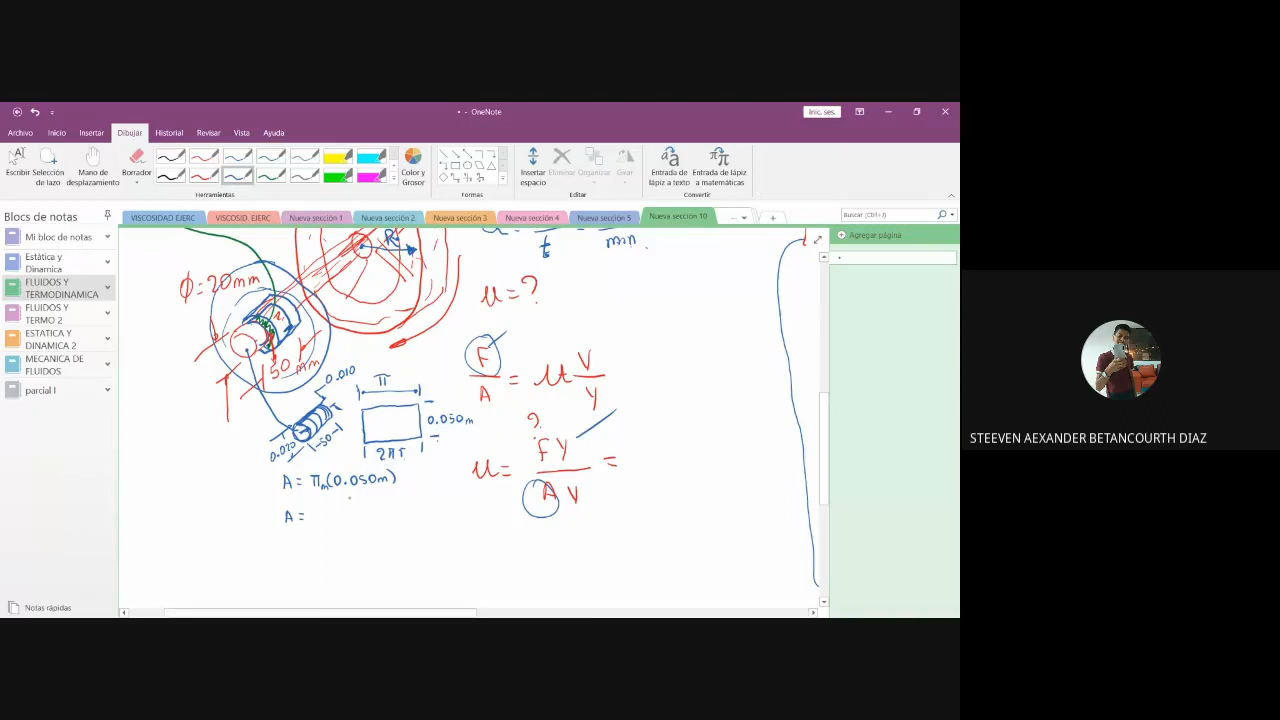 - OneNote
Inic. ses.
Archivo Inicio Insertar Dibujar Historial Revisar Vista Ayuda
Escribir Selección de lazo Mano de desplazamiento Borrador Color y Grosor Insertar espacio Eliminar Organizar Girar Entrada de lápiz a texto Entrada de lápiz a matemáticas
Herramientas Formas Editar Convertir
Blocs de notas
VISCOSIDAD EJERC VISCOSID. EJERC Nueva sección 1 Nueva sección 2 Nueva sección 3 Nueva sección 4 Nueva sección 5 Nueva sección 10 ... +
Buscar (Ctrl+J)
Mi bloc de notas
Estática y Dinamica
FLUIDOS Y TERMODINAMICA
FLUIDOS Y TERMO 2
ESTATICA Y DINAMICA 2
MECANICA DE FLUIDOS
parcial I
Notas rápidas
Agregar página
R
t = min.
ϕ=20mm
50 mm
0.010
0.020
-50-
π
0.050m
A = πm(0.050m)
A =
u = ?
F/A = V/Y
?
u = FY/AV =
STEEVEN AEXANDER BETANCOURTH DIAZ